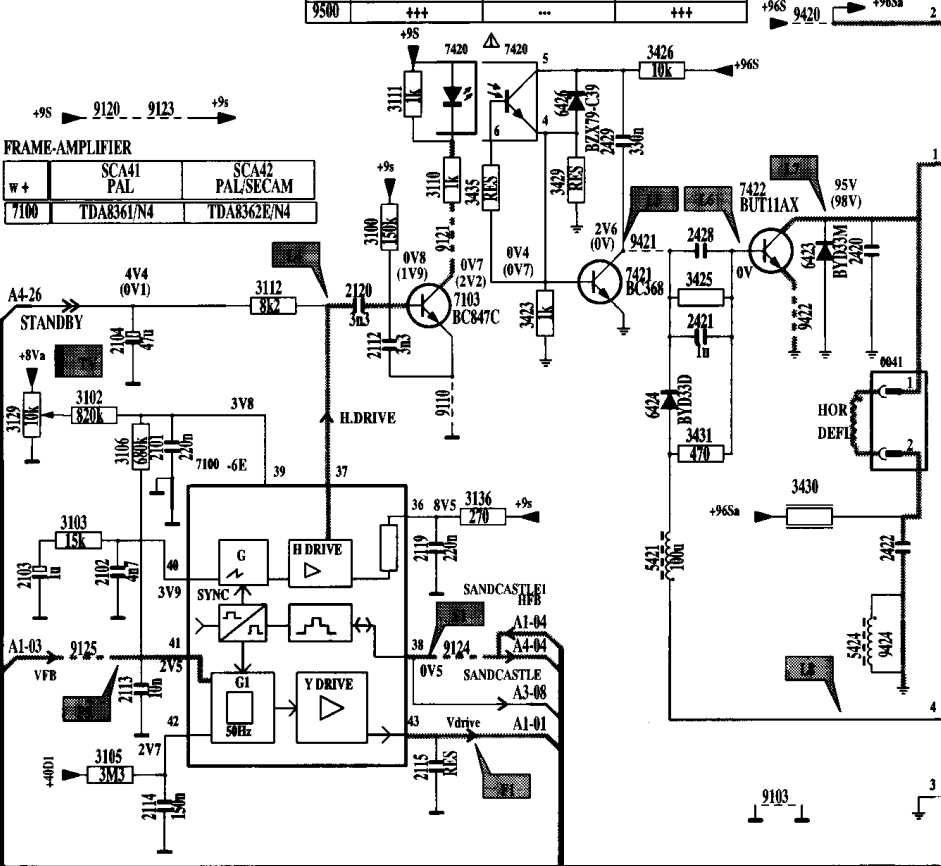 9500 +++ --- +++
+96S 9420 +96Sa 2
+9S
7420 7420
5
3426
10k
+96S
3111
1k
6
4
6426
BZX79-C39
2429
330n
+9S 9120 9123 +9s
FRAME-AMPLIFIER
w + SCA41 PAL SCA42 PAL/SECAM
7100 TDA8361/N4 TDA8362E/N4
+9s
3110
1k
3435
RES
3429
RES
1
3100
150k
9121
L5
L6
L7
7422
BUT11AX
95V
(98V)
L4
0V8
(1V9)
0V7
(2V2)
0V4
(0V7)
2V6
(0V)
9421
2428
0V
6423
BYD33M
2420
A4-26
STANDBY
4V4
(0V1)
3112
8k2
2120
3n3
7103
BC847C
3423
1k
7421
BC368
3425
9422
2104
47u
2112
3n3
2421
1u
+8Va
0041
1
3129
10k
3102
820k
3V8
H.DRIVE
9110
6424
BYD33D
HOR
DEFL
2
3106
680k
2101
220n
7100 -6E
39
37
3431
470
36
8V5
3136
270
+9s
3430
+96Sa
3103
15k
2103
1u
2102
4n7
40
3V9
G
H DRIVE
2119
220n
5421
100u
2422
SYNC
SANDCASTLE1
HFB
A1-04
A1-03
VFB
9125
41
2V5
38
0V5
9124
A4-04
SANDCASTLE
A3-08
5424
9424
2113
10n
G1
50Hz
Y DRIVE
L8
42
43
Vdrive
A1-01
4
2V7
+40D1
3105
3M3
2115
RES
F1
2114
150n
9103
3